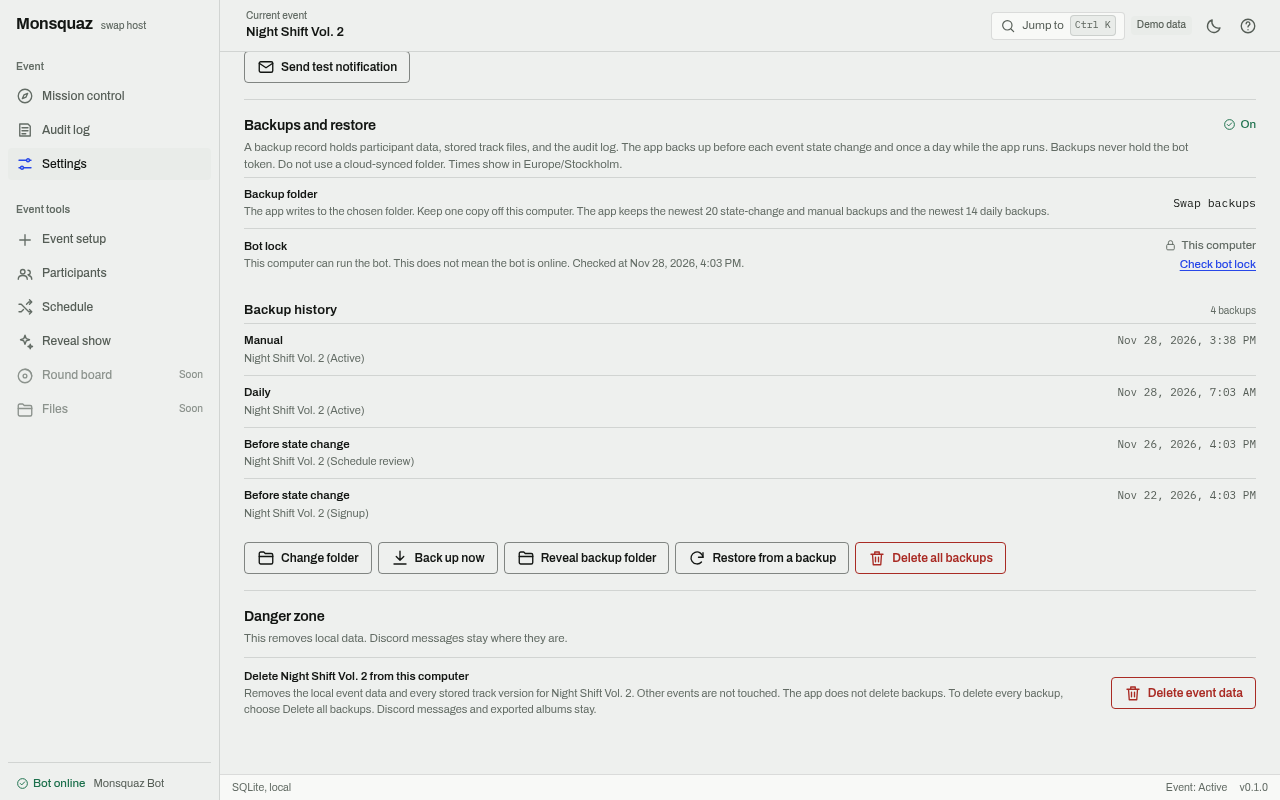 Monsquaz swap host
Event
Mission control
Audit log
Settings
Event tools
Event setup
Participants
Schedule
Reveal show
Round board Soon
Files Soon
Bot online Monsquaz Bot
Current event
Night Shift Vol. 2
Jump to Ctrl K
Demo data
Send test notification
Backups and restore
On
A backup record holds participant data, stored track files, and the audit log. The app backs up before each event state change and once a day while the app runs. Backups never hold the bot
token. Do not use a cloud-synced folder. Times show in Europe/Stockholm.
Backup folder
The app writes to the chosen folder. Keep one copy off this computer. The app keeps the newest 20 state-change and manual backups and the newest 14 daily backups.
Swap backups
Bot lock
This computer can run the bot. This does not mean the bot is online. Checked at Nov 28, 2026, 4:03 PM.
This computer
Check bot lock
Backup history
4 backups
Manual
Night Shift Vol. 2 (Active)
Nov 28, 2026, 3:38 PM
Daily
Night Shift Vol. 2 (Active)
Nov 28, 2026, 7:03 AM
Before state change
Night Shift Vol. 2 (Schedule review)
Nov 26, 2026, 4:03 PM
Before state change
Night Shift Vol. 2 (Signup)
Nov 22, 2026, 4:03 PM
Change folder
Back up now
Reveal backup folder
Restore from a backup
Delete all backups
Danger zone
This removes local data. Discord messages stay where they are.
Delete Night Shift Vol. 2 from this computer
Removes the local event data and every stored track version for Night Shift Vol. 2. Other events are not touched. The app does not delete backups. To delete every backup,
choose Delete all backups. Discord messages and exported albums stay.
Delete event data
SQLite, local
Event: Active v0.1.0